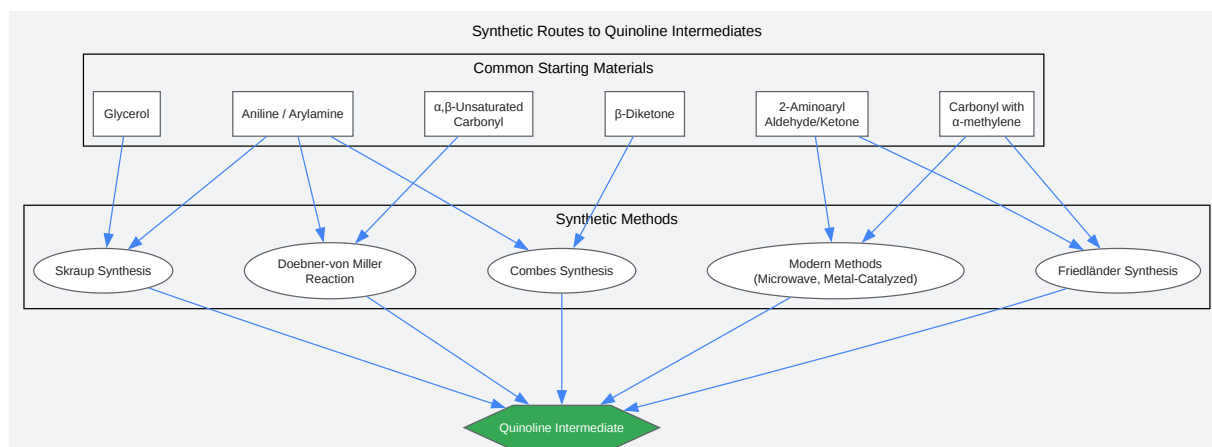 Synthetic Routes to Quinoline Intermediates
Common Starting Materials
Glycerol
Aniline / Arylamine
α,β-Unsaturated
Carbonyl
β-Diketone
2-Aminoaryl
Aldehyde/Ketone
Carbonyl with
α-methylene
Synthetic Methods
Skraup Synthesis
Doebner-von Miller
Reaction
Combes Synthesis
Modern Methods
(Microwave, Metal-Catalyzed)
Friedländer Synthesis
Quinoline Intermediate